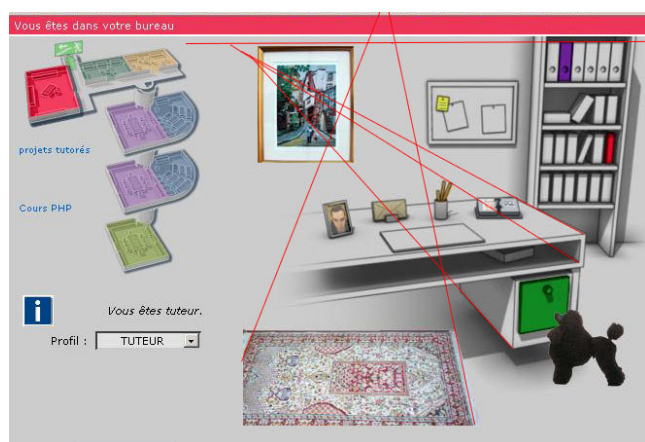 Vous êtes dans votre bureau
projets tutorés
Cours PHP
i
Vous êtes tuteur.
Profil : TUTEUR